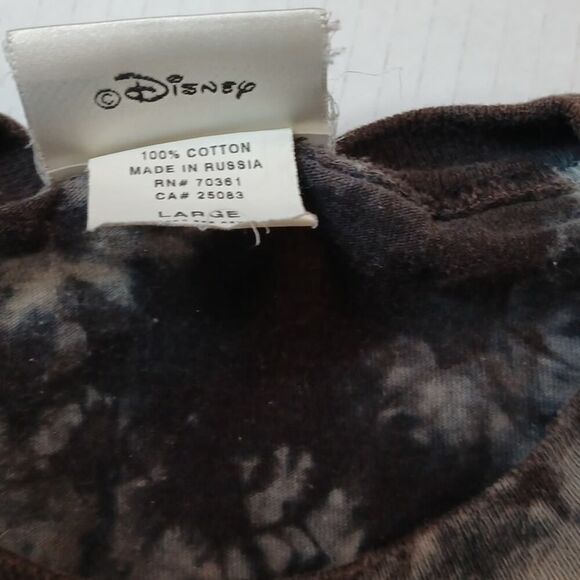 © Disney
100% COTTON
MADE IN RUSSIA
RN# 70361
CA# 25083
LARGE